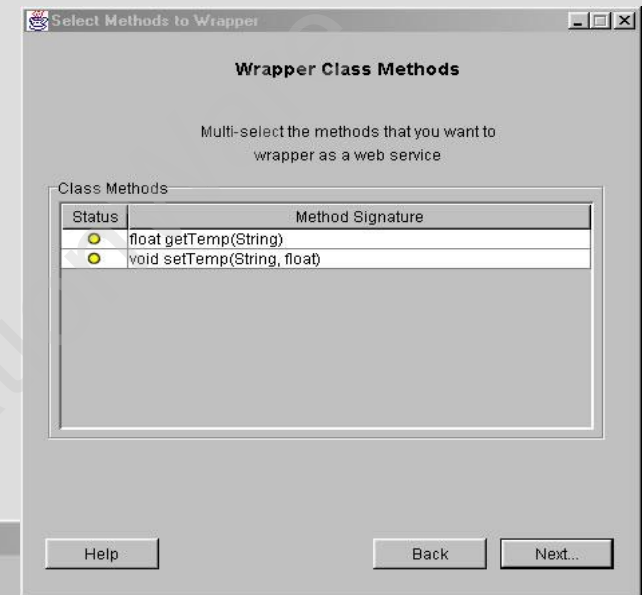 Select Methods to Wrapper
Wrapper Class Methods
Multi-select the methods that you want to
wrapper as a web service
Class Methods
Status Method Signature
float getTemp(String)
void setTemp(String, float)
Help Back Next...